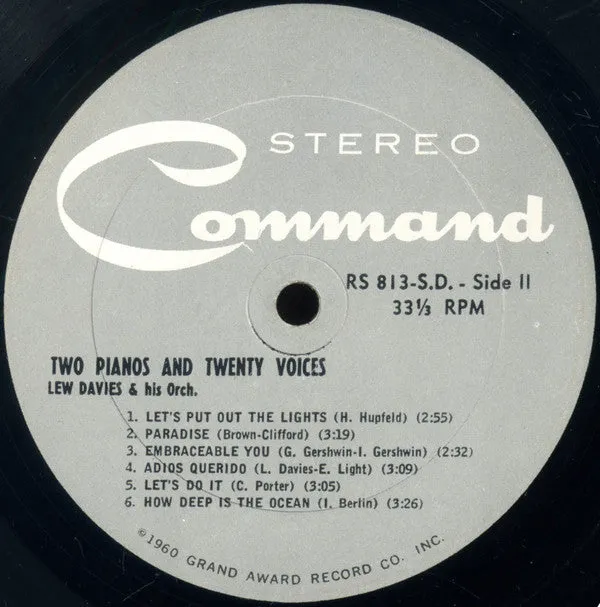 STEREO
Command
RS 813-S.D. - Side II
33⅓ RPM
TWO PIANOS AND TWENTY VOICES
LEW DAVIES & his Orch.
1. LET'S PUT OUT THE LIGHTS (H. Hupfeld) (2:55)
2. PARADISE (Brown-Clifford) (3:19)
3. EMBRACEABLE YOU (G. Gershwin-I. Gershwin) (2:32)
4. ADIOS QUERIDO (L. Davies-E. Light) (3:09)
5. LET'S DO IT (C. Porter) (3:05)
6. HOW DEEP IS THE OCEAN (I. Berlin) (3:26)
©1960 GRAND AWARD RECORD CO. INC.